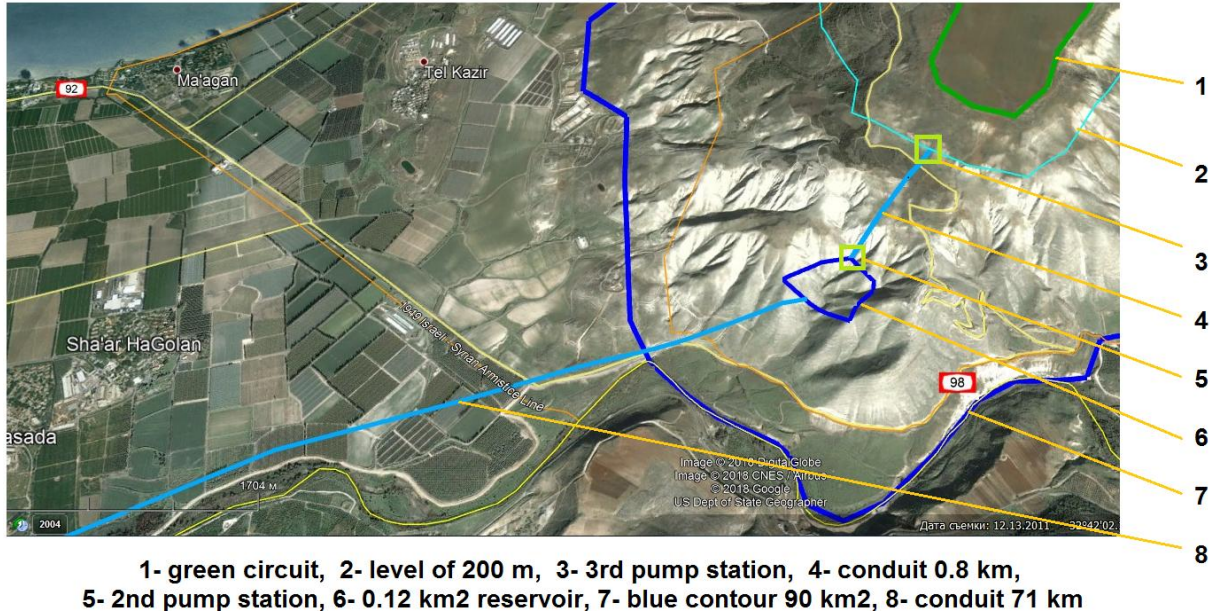 92
Ma'agan
Tel Kazir
1
2
1949 Israel - Syrian Armistice Line
Sha'ar HaGolan
3
4
98
5
asada
6
Image © 2018 DigitalGlobe
Image © 2018 CNES / Airbus
© 2018 Google
US Dept of State Geographer
1704 м
7
2004
Дата съемки: 12.13.2011 32°42'02.
8
1- green circuit, 2- level of 200 m, 3- 3rd pump station, 4- conduit 0.8 km,
5- 2nd pump station, 6- 0.12 km2 reservoir, 7- blue contour 90 km2, 8- conduit 71 km